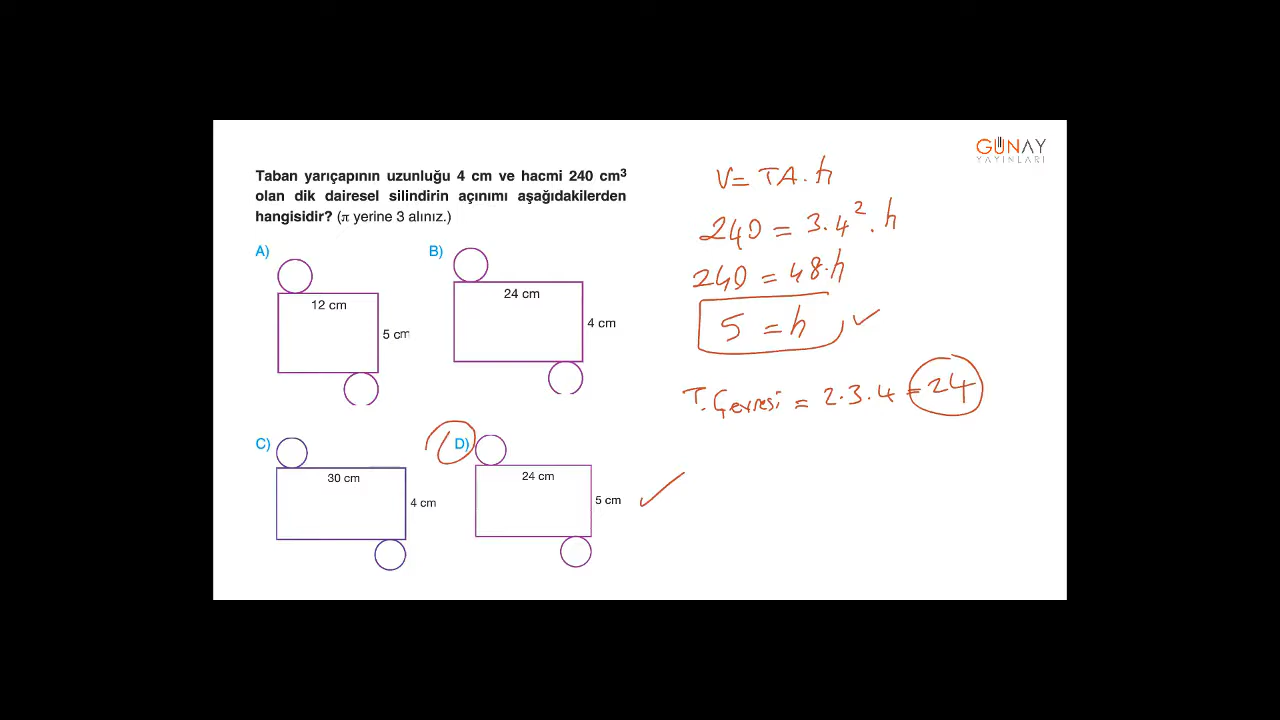 GÜNAY
YAYINLARI
Taban yarıçapının uzunluğu 4 cm ve hacmi 240 cm³
olan dik dairesel silindirin açınımı aşağıdakilerden
hangisidir? (π yerine 3 alınız.)
A)
12 cm
5 cm
B)
24 cm
4 cm
C)
30 cm
4 cm
D)
24 cm
5 cm
V= TA.h
240 = 3.4².h
240 = 48.h
5 = h
T.Çevresi = 2.3.4 = 24